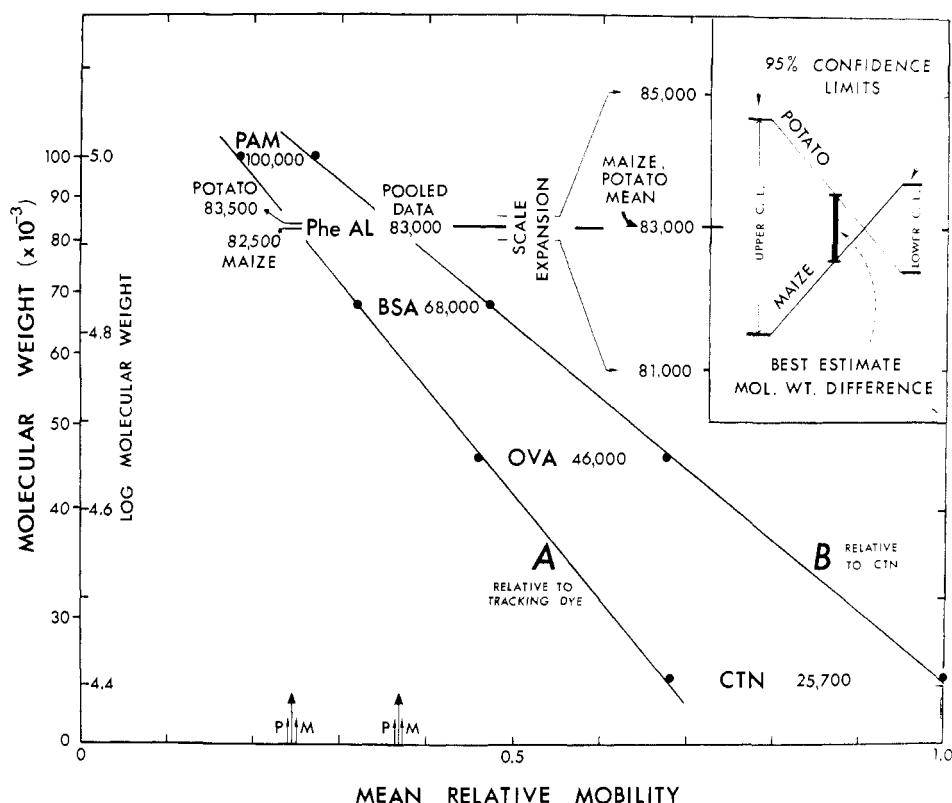 MOLECULAR WEIGHT (x 10⁻³)
100
90
80
70
60
50
40
30
0
LOG MOLECULAR WEIGHT
5.0
4.8
4.6
4.4
PAM
100,000
POTATO
83,500
82,500
MAIZE
Phe AL
POOLED
DATA
83,000
SCALE
EXPANSION
85,000
MAIZE,
POTATO
MEAN
83,000
81,000
BSA 68,000
OVA 46,000
A
RELATIVE TO
TRACKING DYE
B RELATIVE
TO CTN
CTN 25,700
P M
P M
95% CONFIDENCE
LIMITS
POTATO
MAIZE
UPPER C. L.
LOWER C. L.
BEST ESTIMATE
MOL. WT. DIFFERENCE
0
0.5
1.0
MEAN RELATIVE MOBILITY